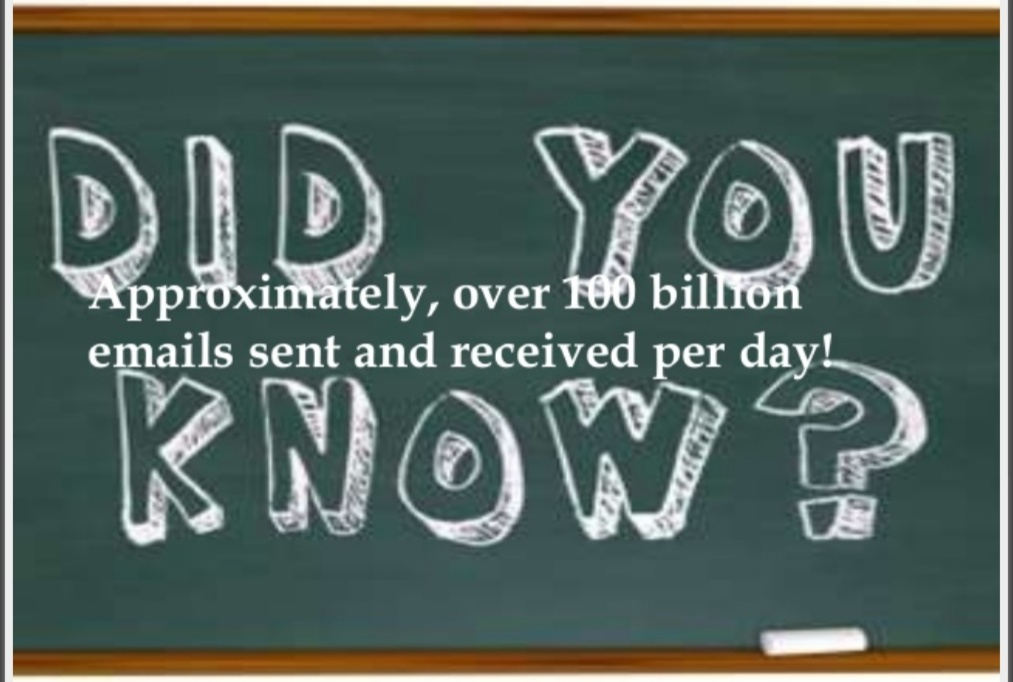 DID YOU
Approximately, over 100 billion
emails sent and received per day!
KNOW?